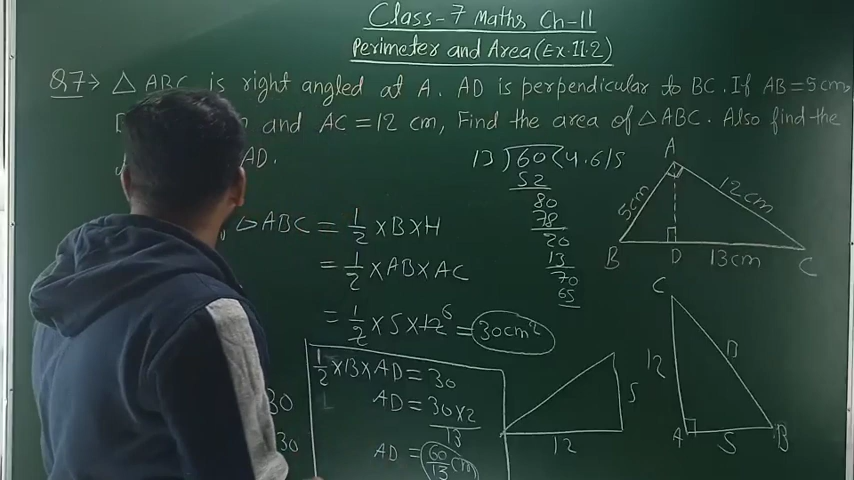 Class-7 Maths Ch-11
Perimeter and Area (Ex.11.2)
Q7→ △ ABC is right angled at A. AD is perpendicular to BC. If AB = 5cm,
and AC = 12 cm, Find the area of △ABC. Also find the
AD.
13 ) 60 ( 4.615
52
80
78
20
13
70
65
△ABC = 1/2 × B × H
= 1/2 × AB × AC
= 1/2 × 5 × 12 6 = 30cm²
1/2 × 13 × AD = 30
AD = 30×2/13
AD = 60/13 cm
30
30
A
5cm
12cm
B
D
13cm
C
C
12
13
A
5
B
5
12